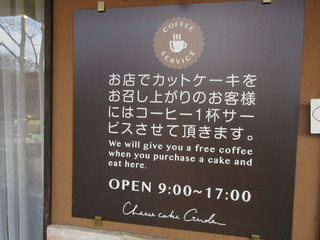 COFFEE
SERVICE
お店でカットケーキを
お召し上がりのお客様
にはコーヒー1杯サー
ビスさせて頂きます。
We will give you a free coffee
when you purchase a cake and
eat here.
OPEN 9:00~17:00
Cheese cake Garden